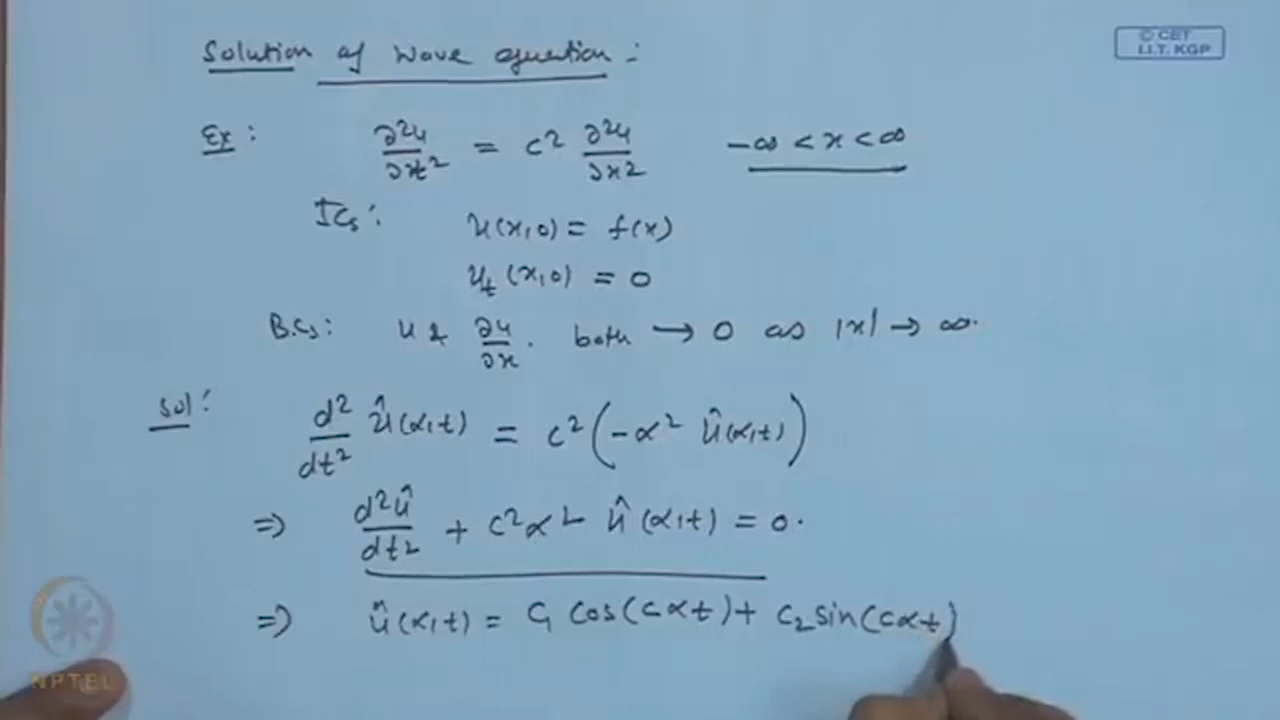 © CET
I.I.T. KGP
Solution of Wave equation :
Ex : ∂²u/∂t² = c² ∂²u/∂x² -∞ < x < ∞
ICs : u(x,0) = f(x)
u_t (x,0) = 0
B.Cs : u & ∂u/∂x . both → 0 as |x| → ∞.
Sol : d²/dt² û(α,t) = c² (-α² û(α,t))
⇒ d²û/dt² + c²α² û(α,t) = 0.
⇒ û(α,t) = C₁ Cos(cαt) + C₂ Sin(cαt)
NPTEL